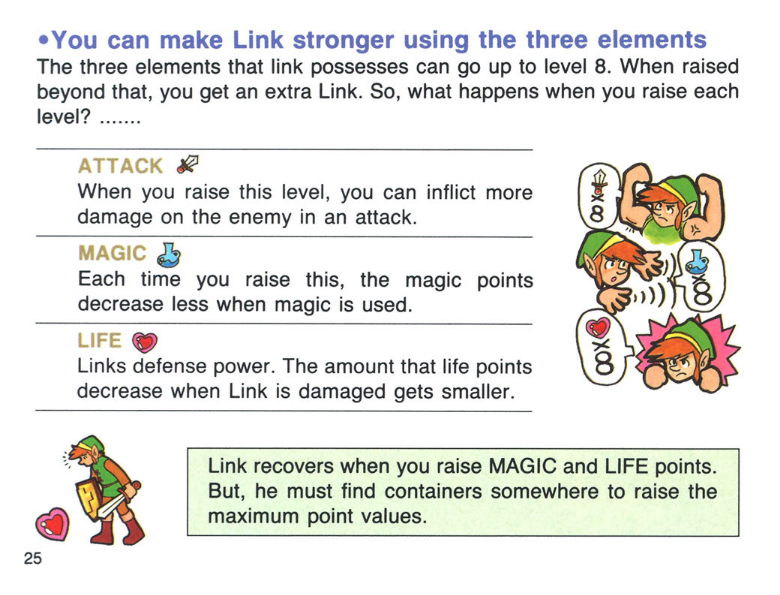 •You can make Link stronger using the three elements
The three elements that link possesses can go up to level 8. When raised
beyond that, you get an extra Link. So, what happens when you raise each
level? .......
ATTACK
When you raise this level, you can inflict more
damage on the enemy in an attack.
x8
MAGIC
Each time you raise this, the magic points
decrease less when magic is used.
x8
LIFE
Links defense power. The amount that life points
decrease when Link is damaged gets smaller.
x8
Link recovers when you raise MAGIC and LIFE points.
But, he must find containers somewhere to raise the
maximum point values.
25